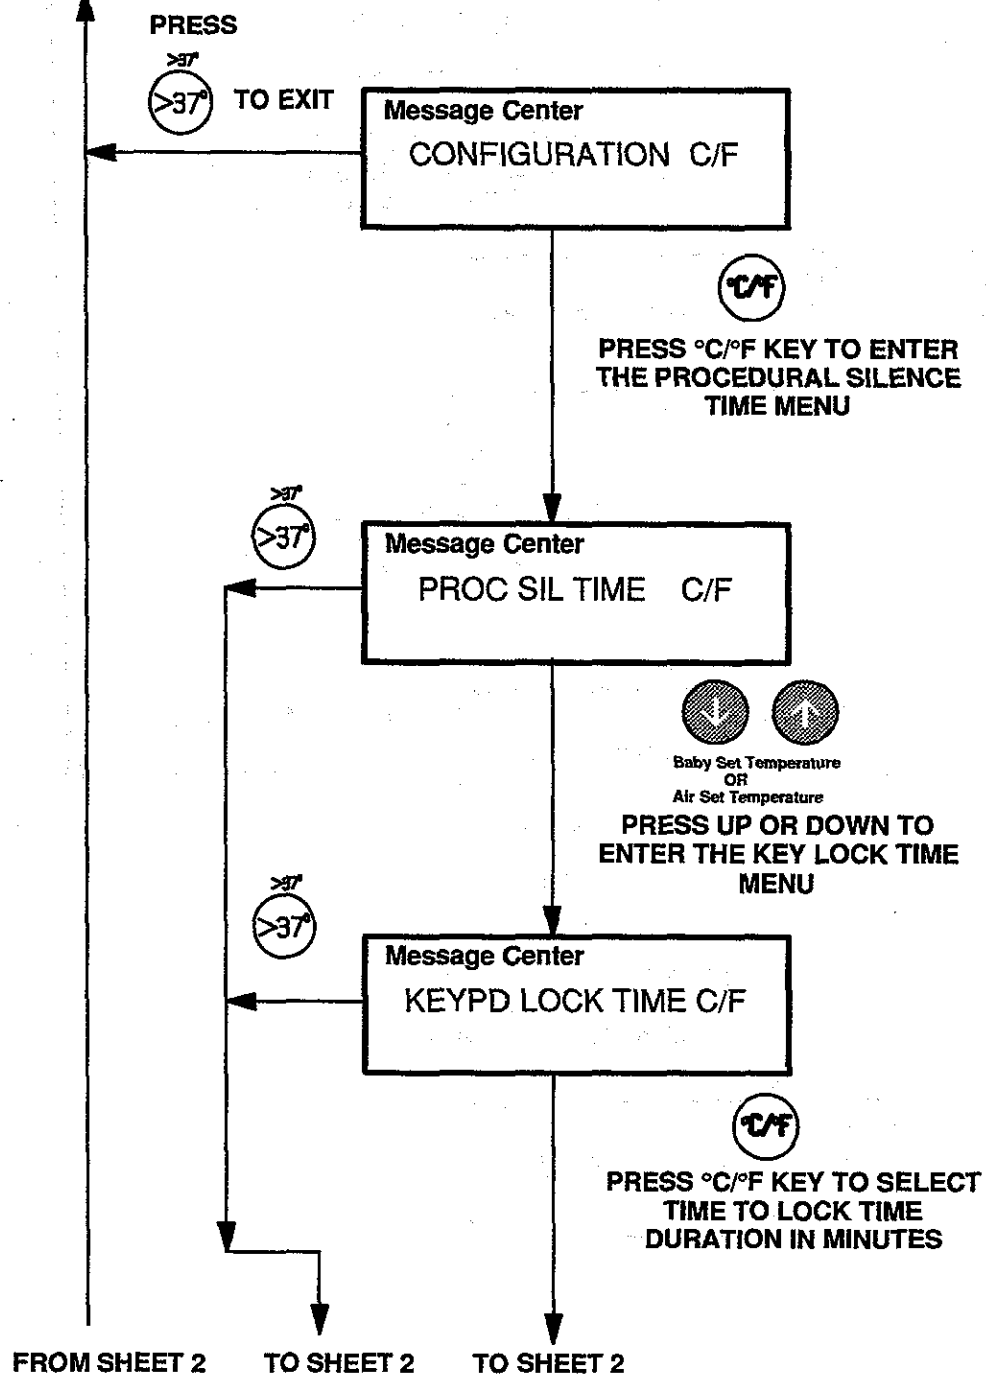 PRESS
>37°
>37° TO EXIT
Message Center
CONFIGURATION C/F
°C/°F
PRESS °C/°F KEY TO ENTER
THE PROCEDURAL SILENCE
TIME MENU
>37°
>37°
Message Center
PROC SIL TIME C/F
Baby Set Temperature
OR
Air Set Temperature
PRESS UP OR DOWN TO
ENTER THE KEY LOCK TIME
MENU
>37°
>37°
Message Center
KEYPD LOCK TIME C/F
°C/°F
PRESS °C/°F KEY TO SELECT
TIME TO LOCK TIME
DURATION IN MINUTES
FROM SHEET 2 TO SHEET 2 TO SHEET 2